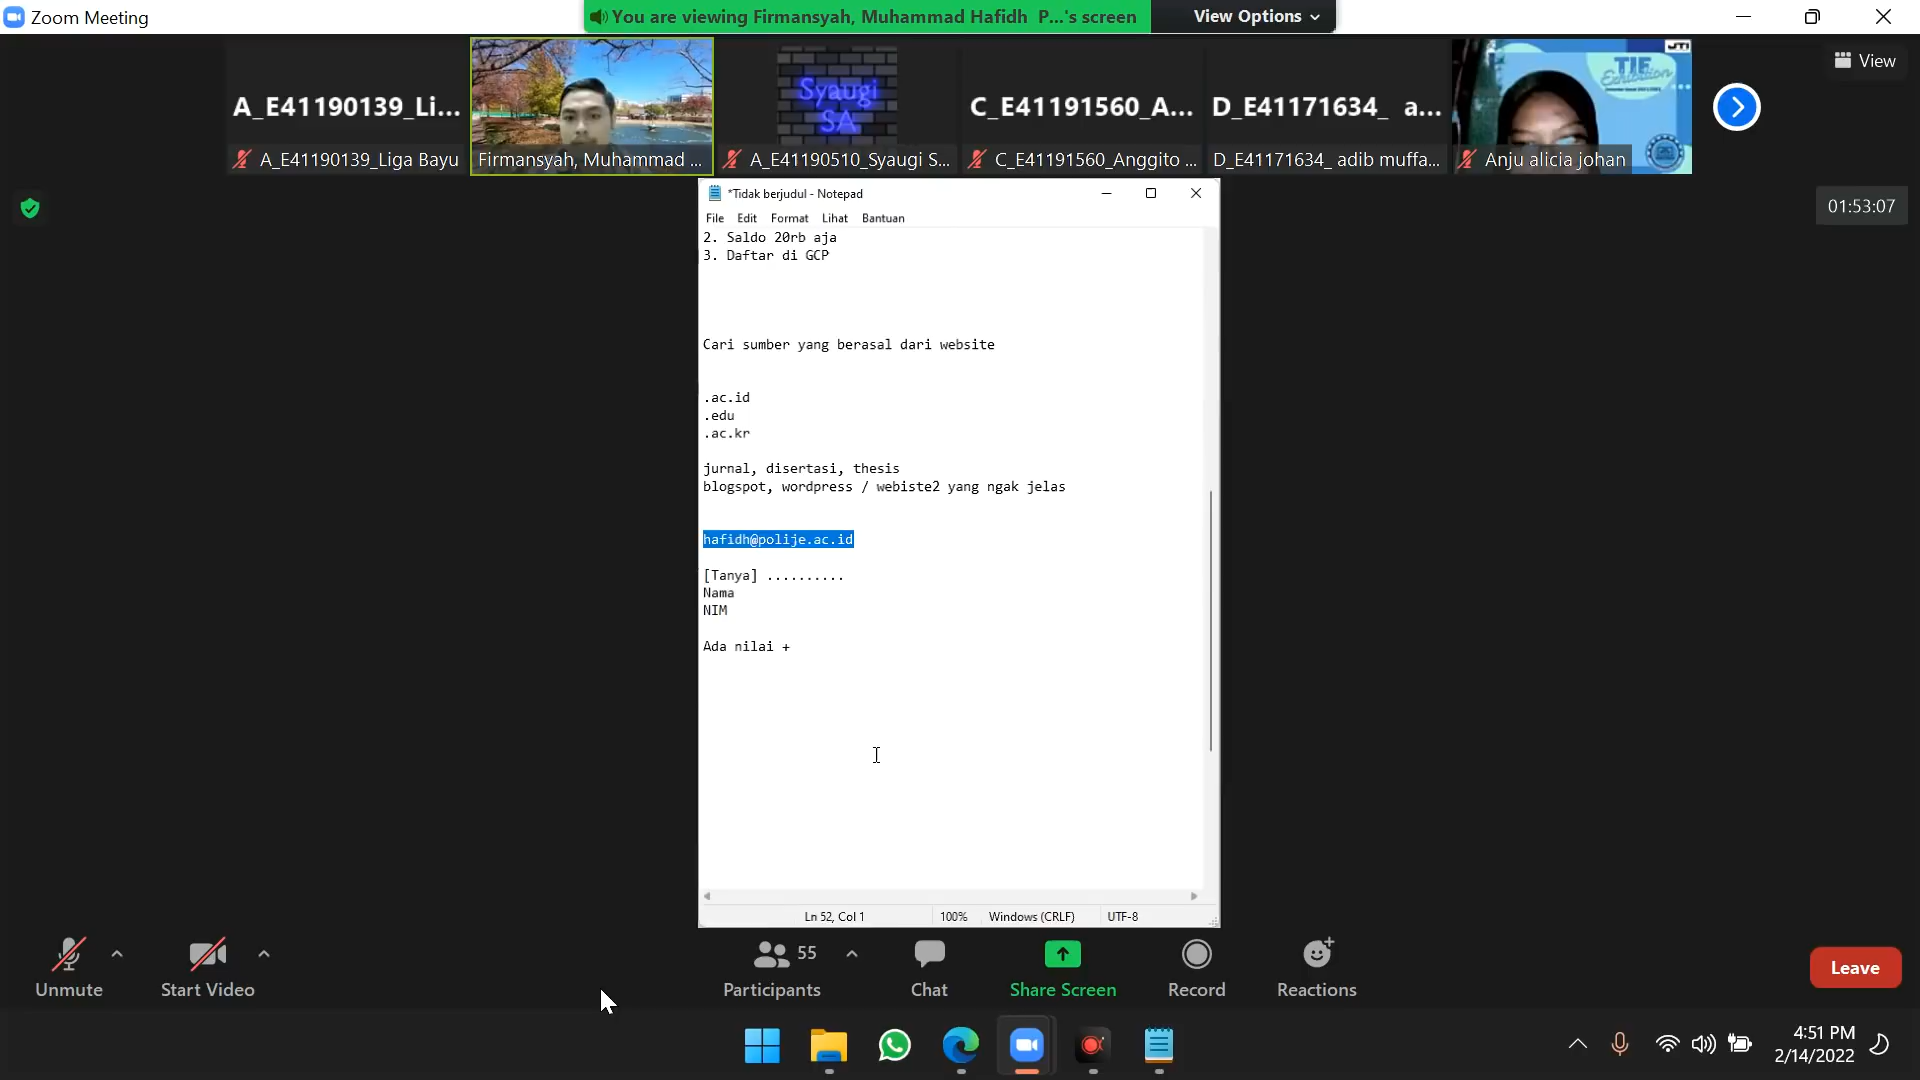 Zoom Meeting
You are viewing Firmansyah, Muhammad Hafidh P...'s screen
View Options
A_E41190139_Li...
A_E41190139_Liga Bayu
Firmansyah, Muhammad ...
Syaugi
SA
A_E41190510_Syaugi S...
C_E41191560_A...
C_E41191560_Anggito ...
D_E41171634_ a...
D_E41171634_ adib muffa...
JTI
TIF
Exhibition
Anju alicia johan
View
01:53:07
*Tidak berjudul - Notepad
File Edit Format Lihat Bantuan
2. Saldo 20rb aja
3. Daftar di GCP
Cari sumber yang berasal dari website
.ac.id
.edu
.ac.kr
jurnal, disertasi, thesis
blogspot, wordpress / webiste2 yang ngak jelas
hafidh@polije.ac.id
[Tanya] ..........
Nama
NIM
Ada nilai +
Ln 52, Col 1 100% Windows (CRLF) UTF-8
Unmute
Start Video
55
Participants
Chat
Share Screen
Record
Reactions
Leave
4:51 PM
2/14/2022